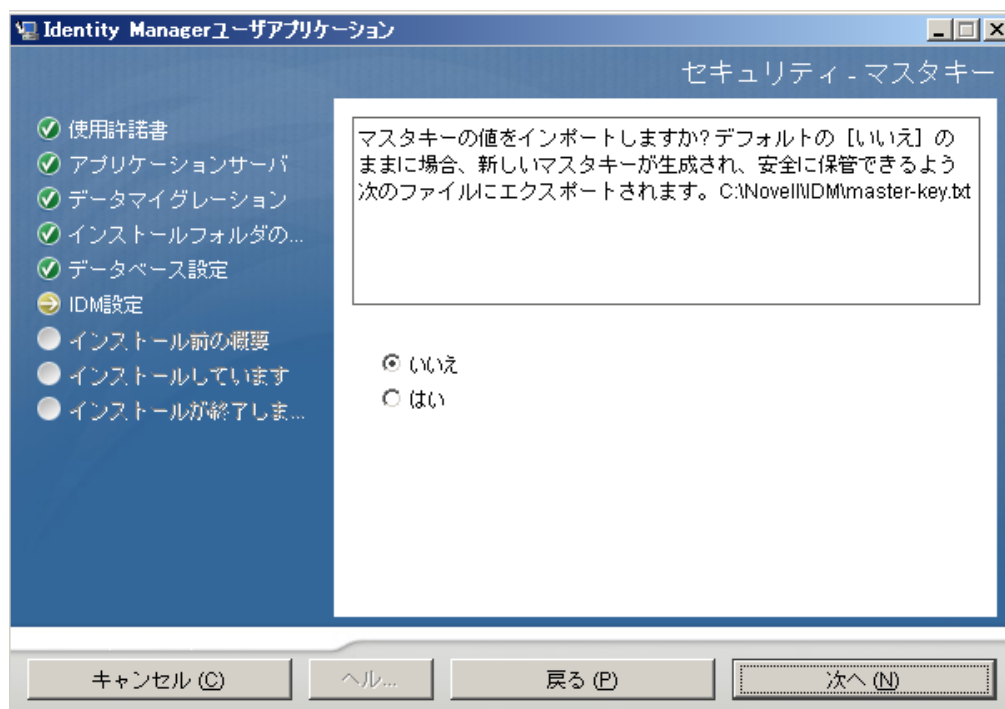 Identity Managerユーザアプリケーション
セキュリティ - マスタキー
使用許諾書
アプリケーションサーバ
データマイグレーション
インストールフォルダの...
データベース設定
IDM設定
インストール前の概要
インストールしています
インストールが終了しま...
マスタキーの値をインポートしますか? デフォルトの［いいえ］の
ままに場合、新しいマスタキーが生成され、安全に保管できるよう
次のファイルにエクスポートされます。C:\Novell\IDM\master-key.txt
いいえ
はい
キャンセル (C)
ヘル...
戻る (P)
次へ (N)